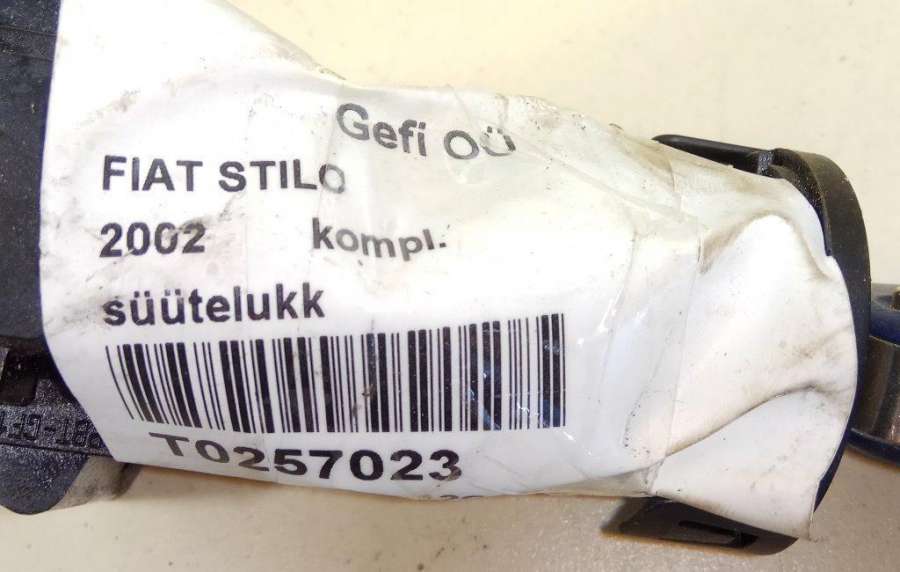 Gefi OÜ
FIAT STILO
2002 kompl.
süütelukk
T0257023